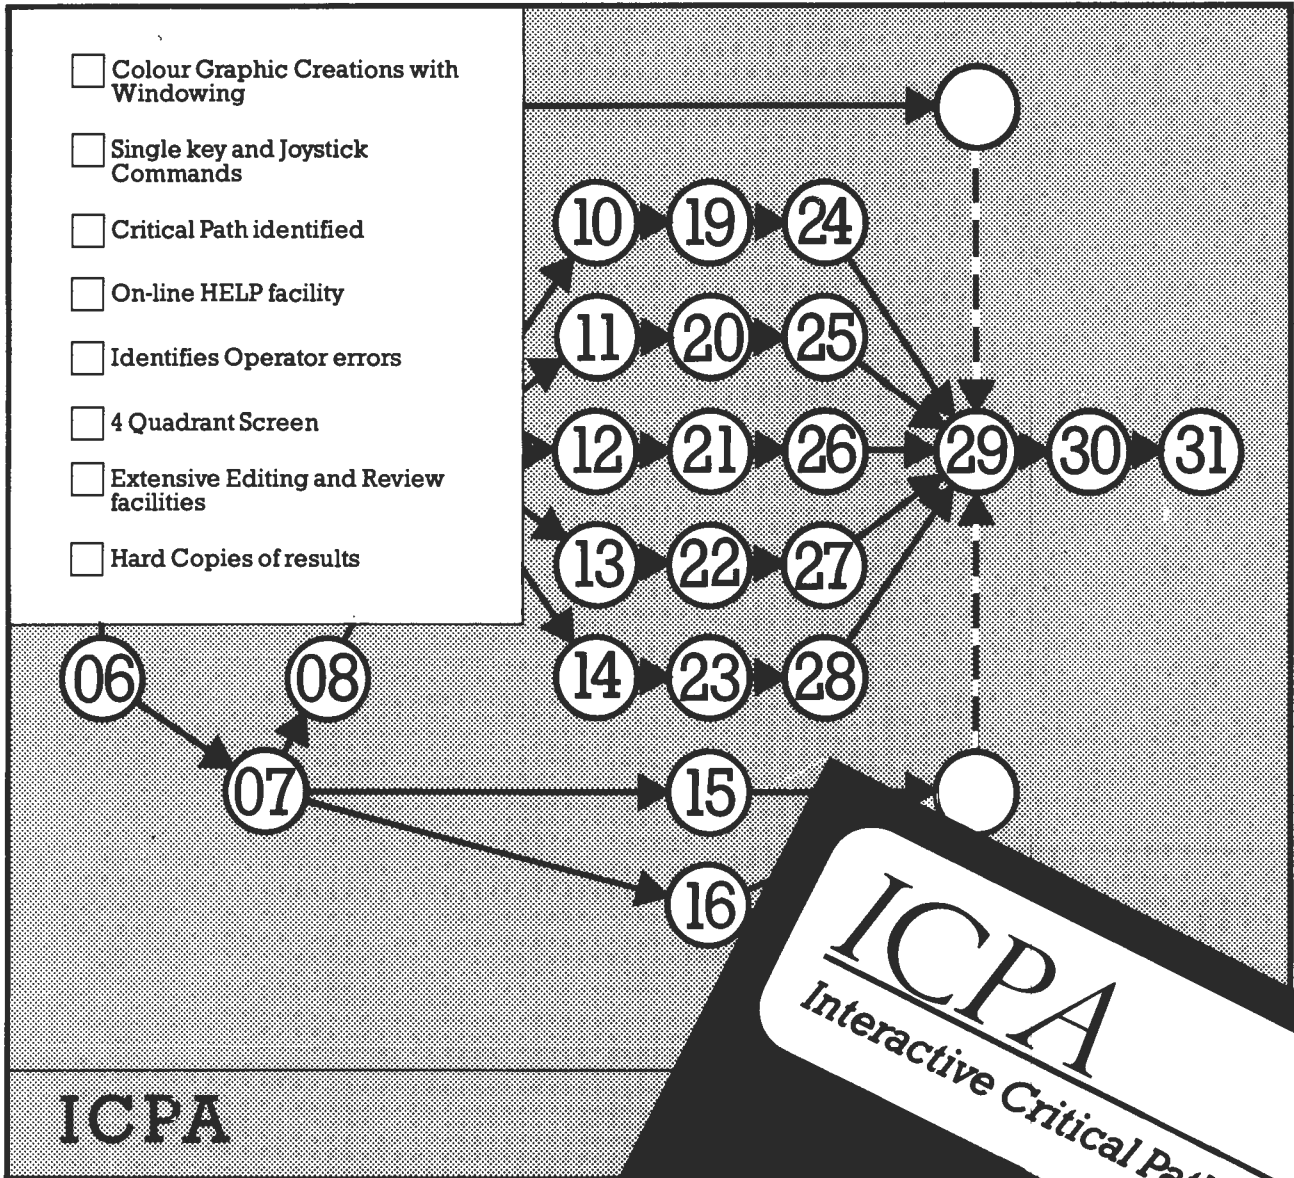 Colour Graphic Creations with
Windowing
Single key and Joystick
Commands
Critical Path identified
On-line HELP facility
Identifies Operator errors
4 Quadrant Screen
Extensive Editing and Review
facilities
Hard Copies of results
10 19 24
11 20 25
12 21 26 29 30 31
13 22 27
14 23 28
06 08
07 15
16
ICPA
Interactive Critical Pat
ICPA